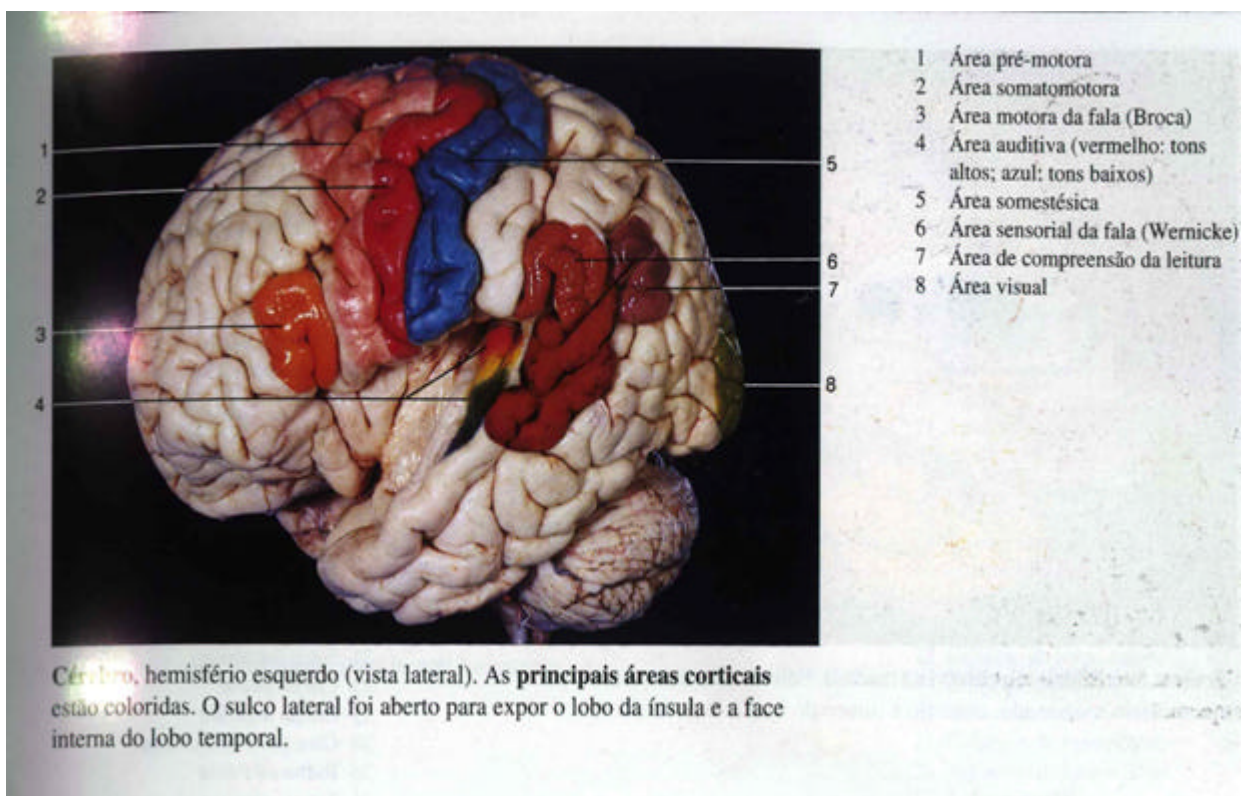 1 Área pré-motora
2 Área somatomotora
3 Área motora da fala (Broca)
4 Área auditiva (vermelho: tons
altos; azul: tons baixos)
5 Área somestésica
6 Área sensorial da fala (Wernicke)
7 Área de compreensão da leitura
8 Área visual
1
2
3
4
5
6
7
8
Cérebro, hemisfério esquerdo (vista lateral). As principais áreas corticais
estão coloridas. O sulco lateral foi aberto para expor o lobo da ínsula e a face
interna do lobo temporal.